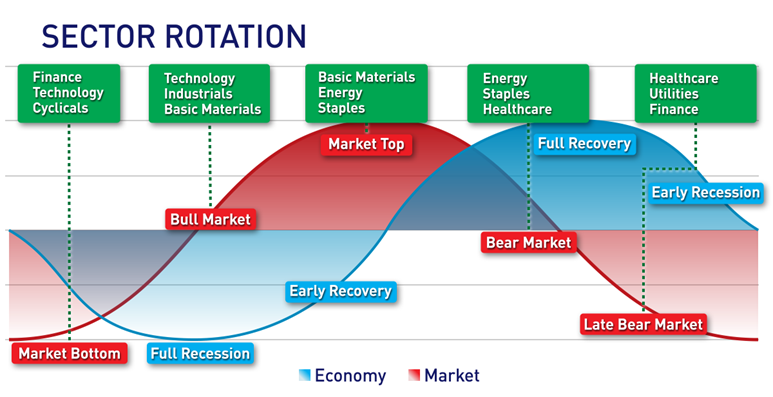 SECTOR ROTATION
Finance
Technology
Cyclicals
Technology
Industrials
Basic Materials
Basic Materials
Energy
Staples
Energy
Staples
Healthcare
Healthcare
Utilities
Finance
Market Top
Full Recovery
Early Recession
Bull Market
Bear Market
Early Recovery
Late Bear Market
Market Bottom
Full Recession
Economy
Market